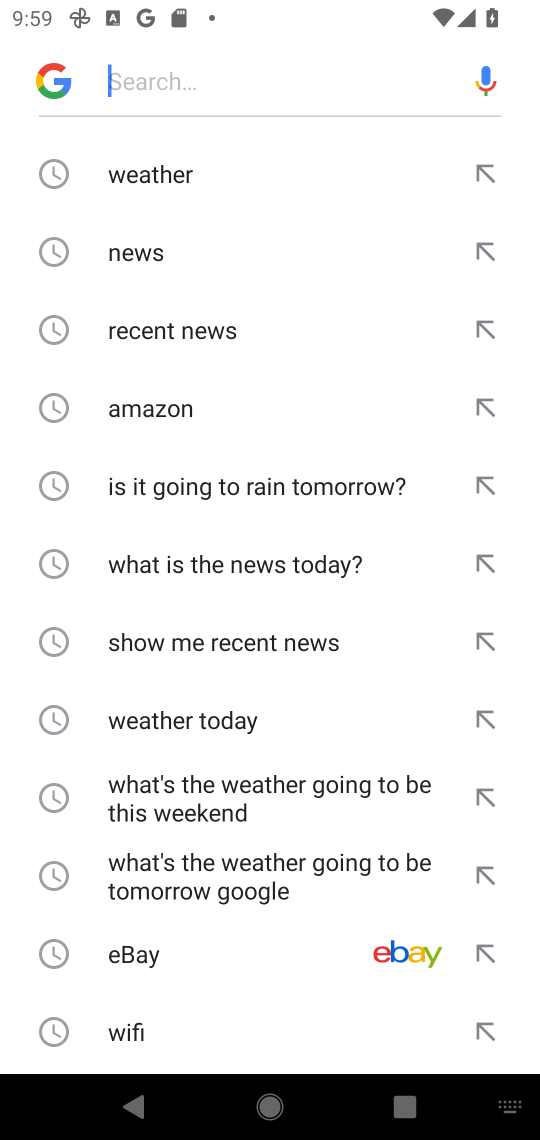 9:59
Search...
weather
news
recent news
amazon
is it going to rain tomorrow?
what is the news today?
show me recent news
weather today
what's the weather going to be
this weekend
what's the weather going to be
tomorrow google
eBay
ebay
wifi